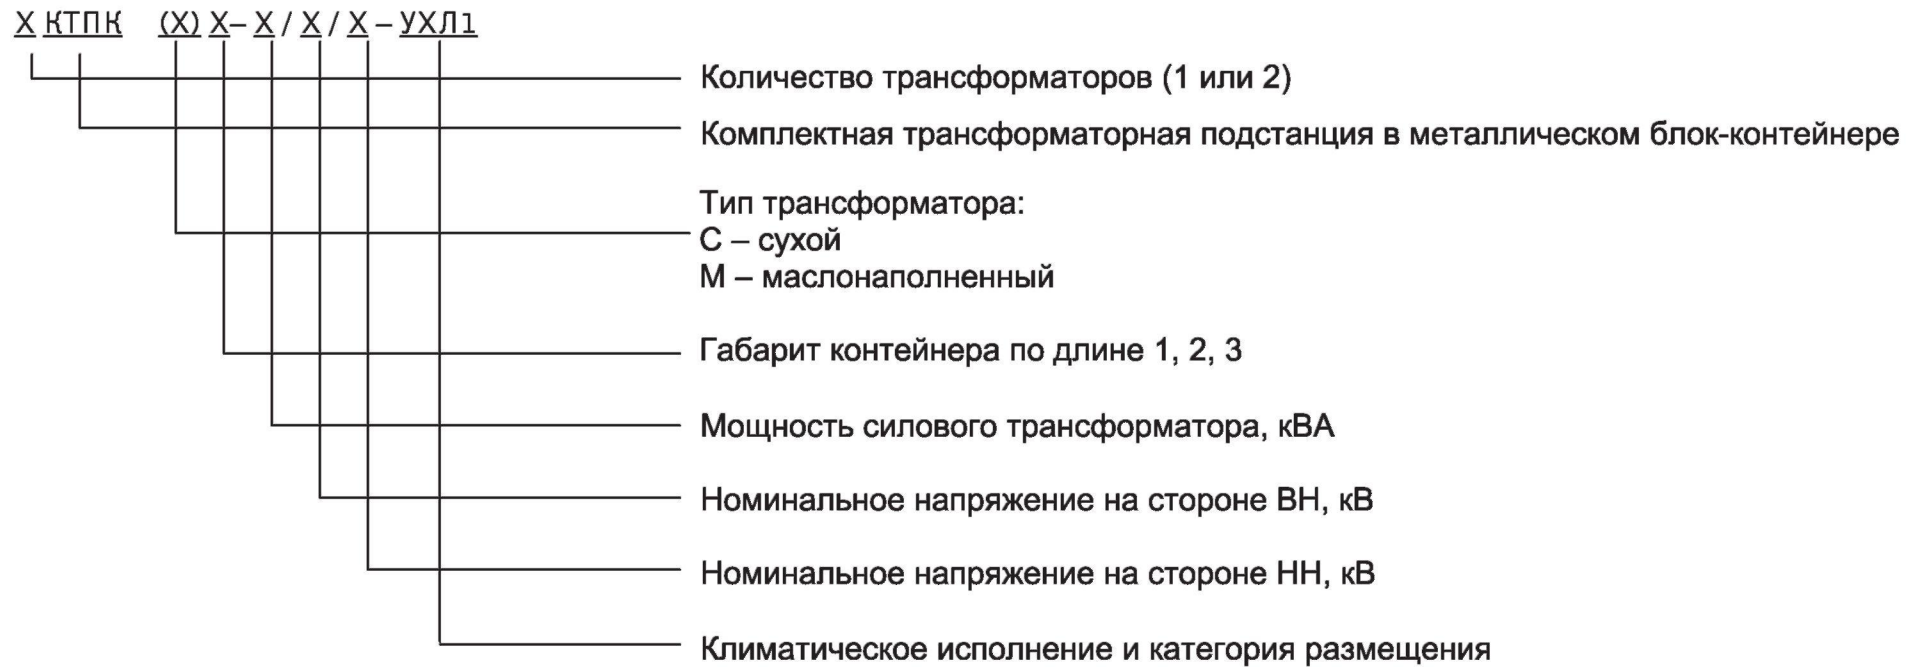 Х КТПК (Х) Х– Х / Х / Х – УХЛ1
Количество трансформаторов (1 или 2)
Комплектная трансформаторная подстанция в металлическом блок-контейнере
Тип трансформатора:
С – сухой
М – маслонаполненный
Габарит контейнера по длине 1, 2, 3
Мощность силового трансформатора, кВА
Номинальное напряжение на стороне ВН, кВ
Номинальное напряжение на стороне НН, кВ
Климатическое исполнение и категория размещения